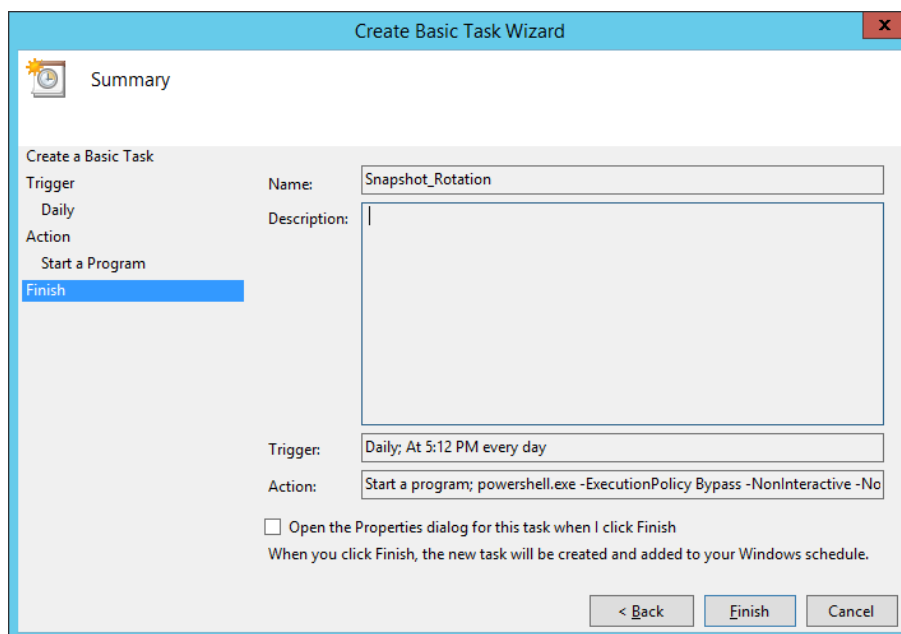 Create Basic Task Wizard
x
Summary
Create a Basic Task
Trigger
Daily
Action
Start a Program
Finish
Name:
Snapshot_Rotation
Description:
Trigger:
Daily; At 5:12 PM every day
Action:
Start a program; powershell.exe -ExecutionPolicy Bypass -NonInteractive -No
Open the Properties dialog for this task when I click Finish
When you click Finish, the new task will be created and added to your Windows schedule.
< Back
Finish
Cancel